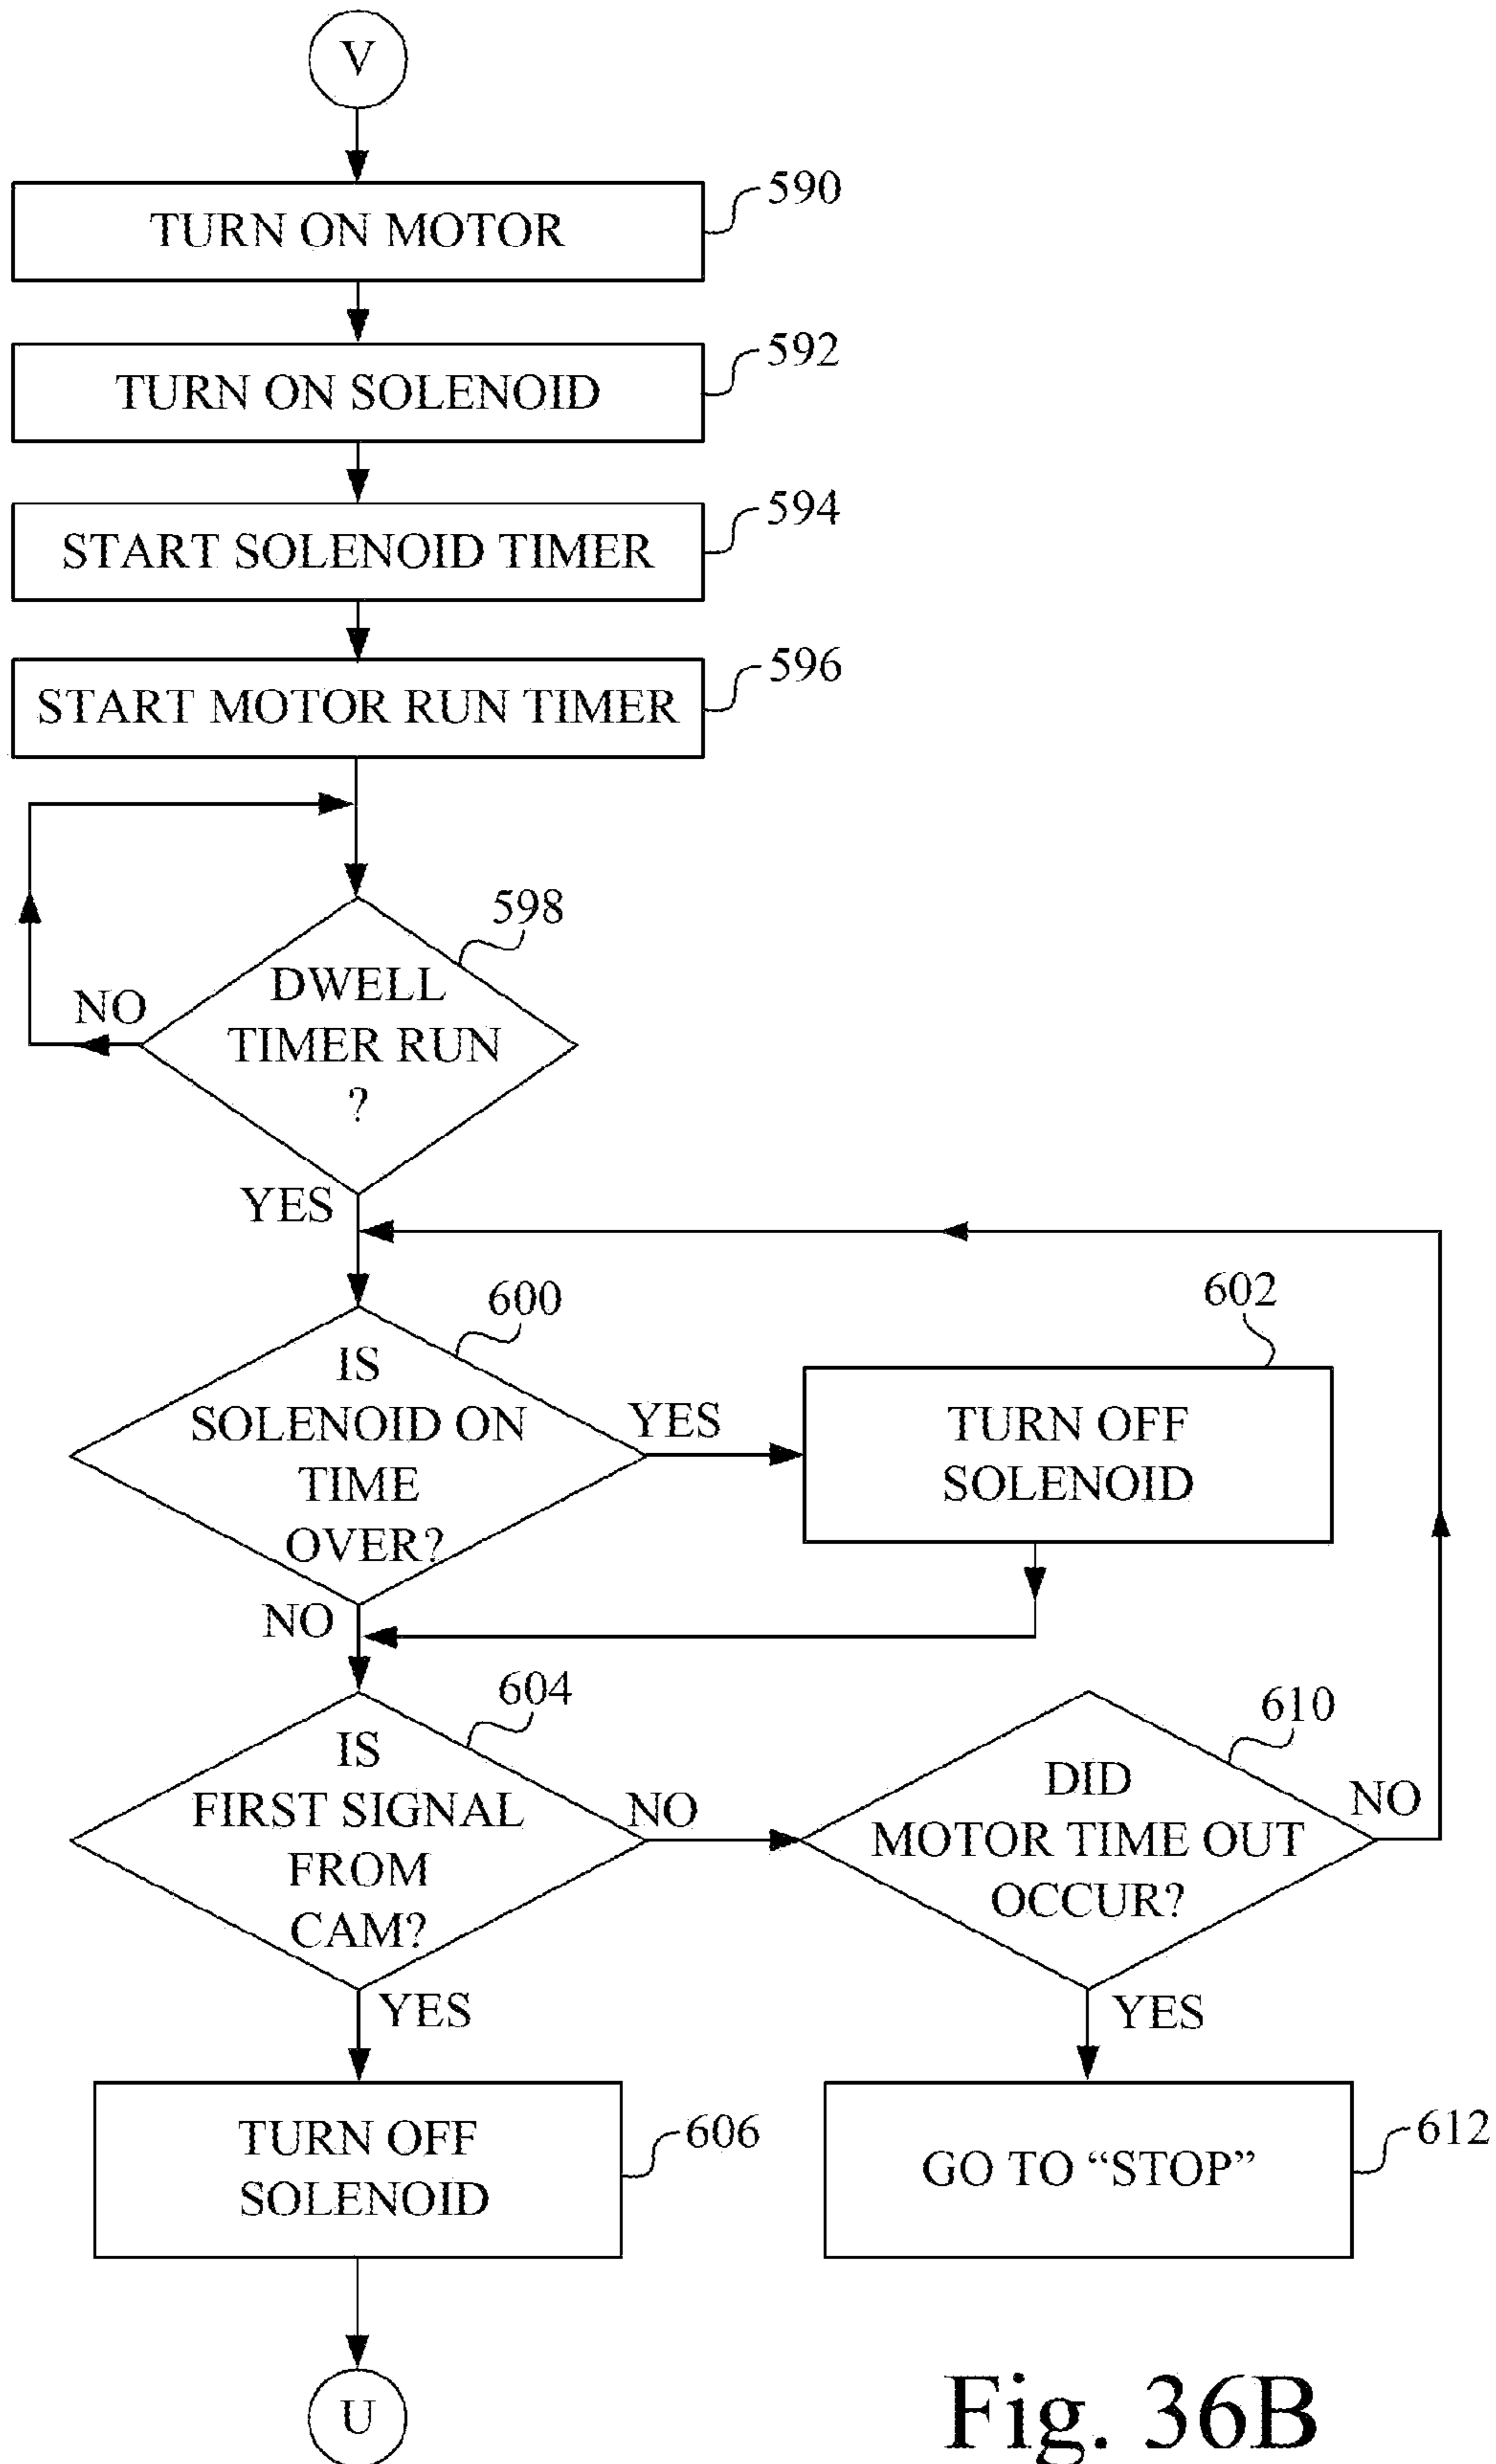 V
590
TURN ON MOTOR
592
TURN ON SOLENOID
594
START SOLENOID TIMER
596
START MOTOR RUN TIMER
598
DWELL
TIMER RUN
?
NO
YES
600
IS
SOLENOID ON
TIME
OVER?
YES
602
TURN OFF
SOLENOID
NO
604
IS
FIRST SIGNAL
FROM
CAM?
NO
610
DID
MOTOR TIME OUT
OCCUR?
NO
YES
YES
TURN OFF
SOLENOID
606
GO TO “STOP”
612
U
Fig. 36B